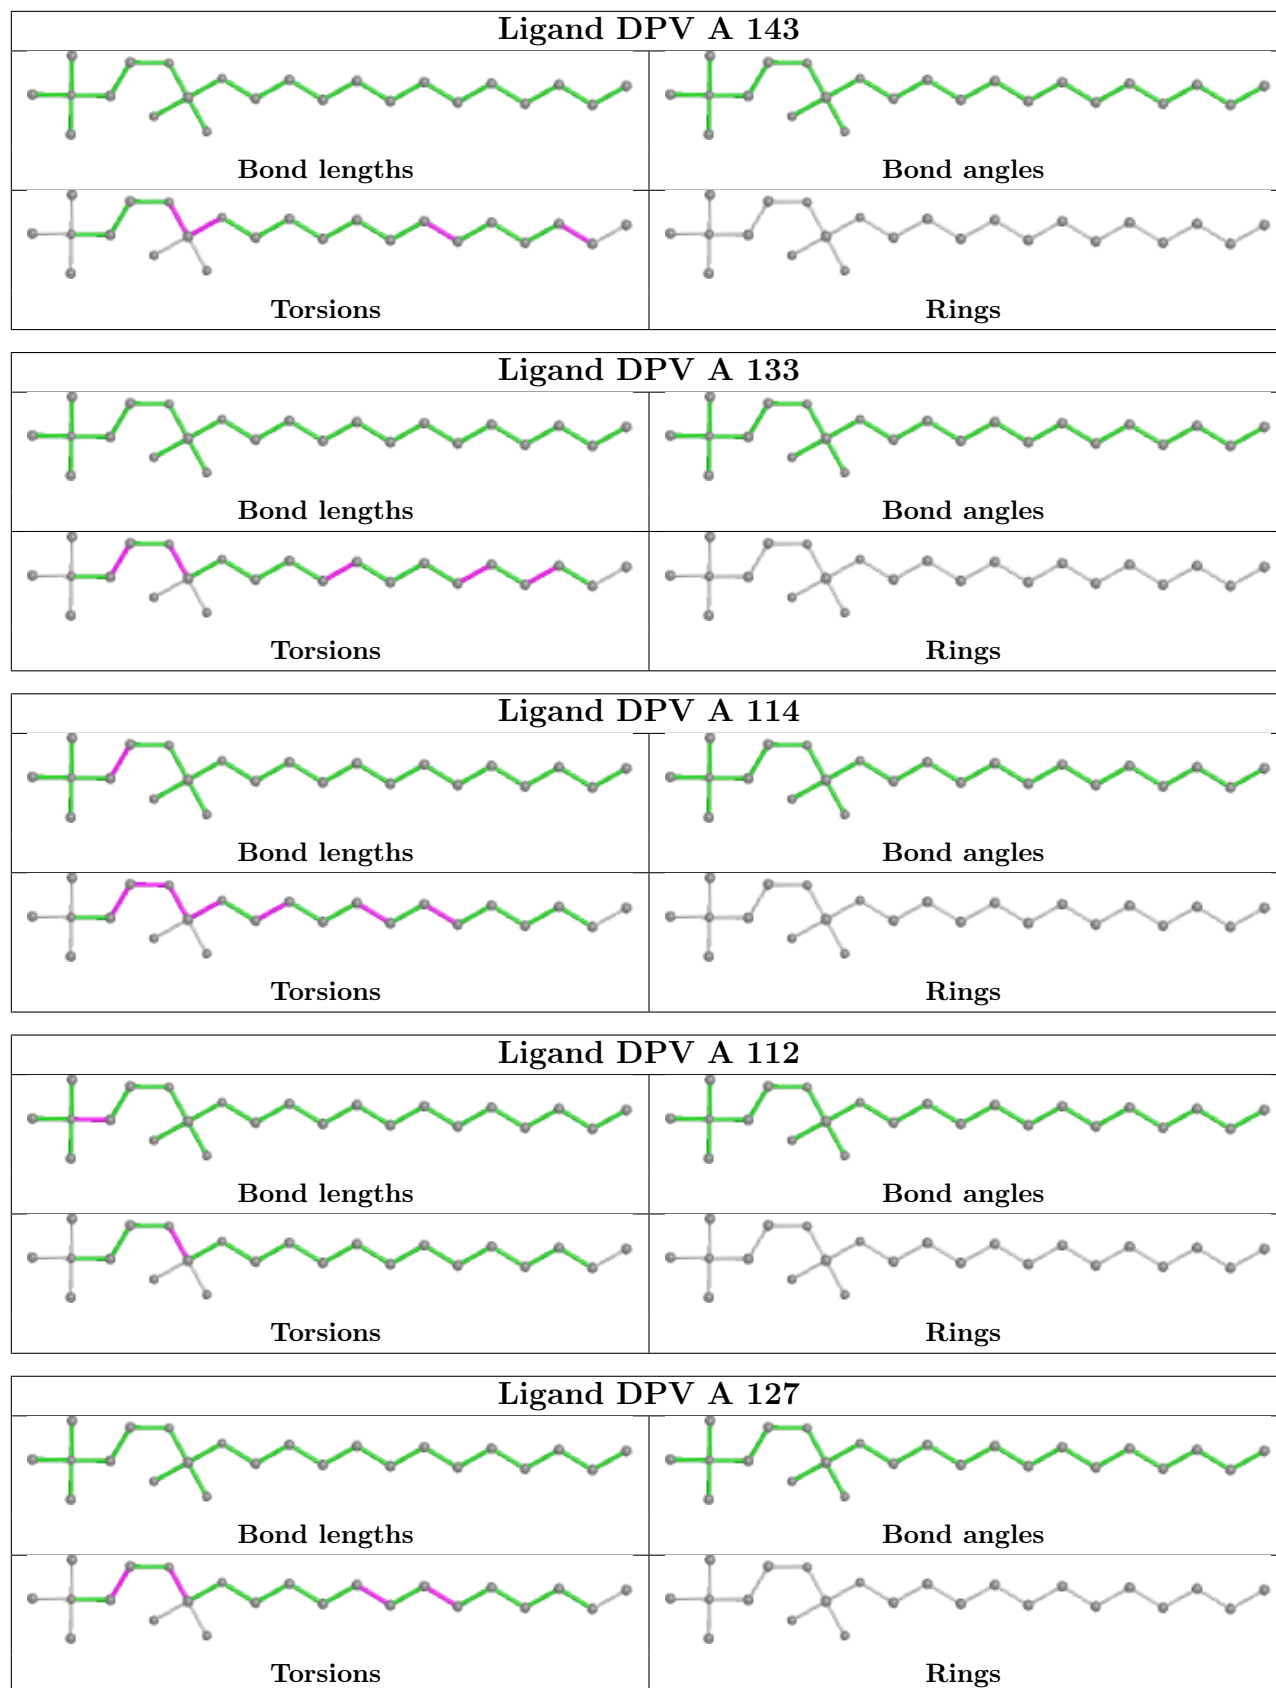 Ligand DPV A 143
Bond lengths
Bond angles
Torsions
Rings
Ligand DPV A 133
Bond lengths
Bond angles
Torsions
Rings
Ligand DPV A 114
Bond lengths
Bond angles
Torsions
Rings
Ligand DPV A 112
Bond lengths
Bond angles
Torsions
Rings
Ligand DPV A 127
Bond lengths
Bond angles
Torsions
Rings